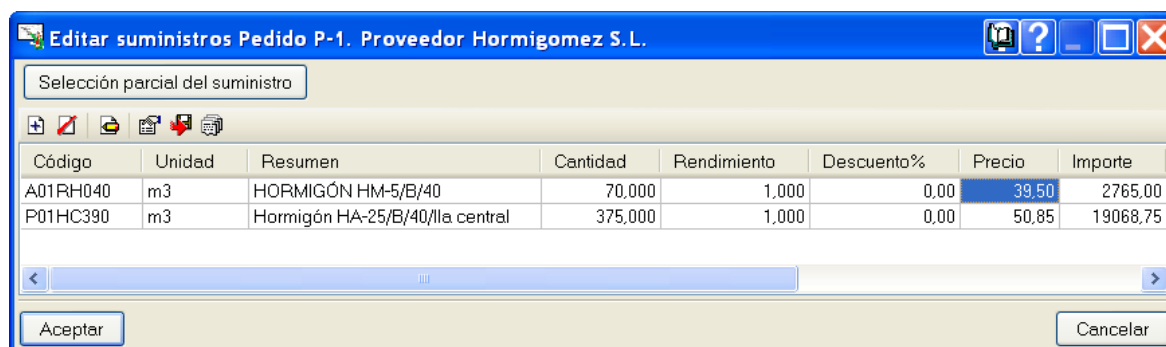 Editar suministros Pedido P-1. Proveedor Hormigomez S.L.
Selección parcial del suministro
Código Unidad Resumen Cantidad Rendimiento Descuento% Precio Importe
A01RH040 m3 HORMIGÓN HM-5/B/40 70,000 1,000 0,00 39,50 2765,00
P01HC390 m3 Hormigón HA-25/B/40/IIa central 375,000 1,000 0,00 50,85 19068,75
Aceptar Cancelar